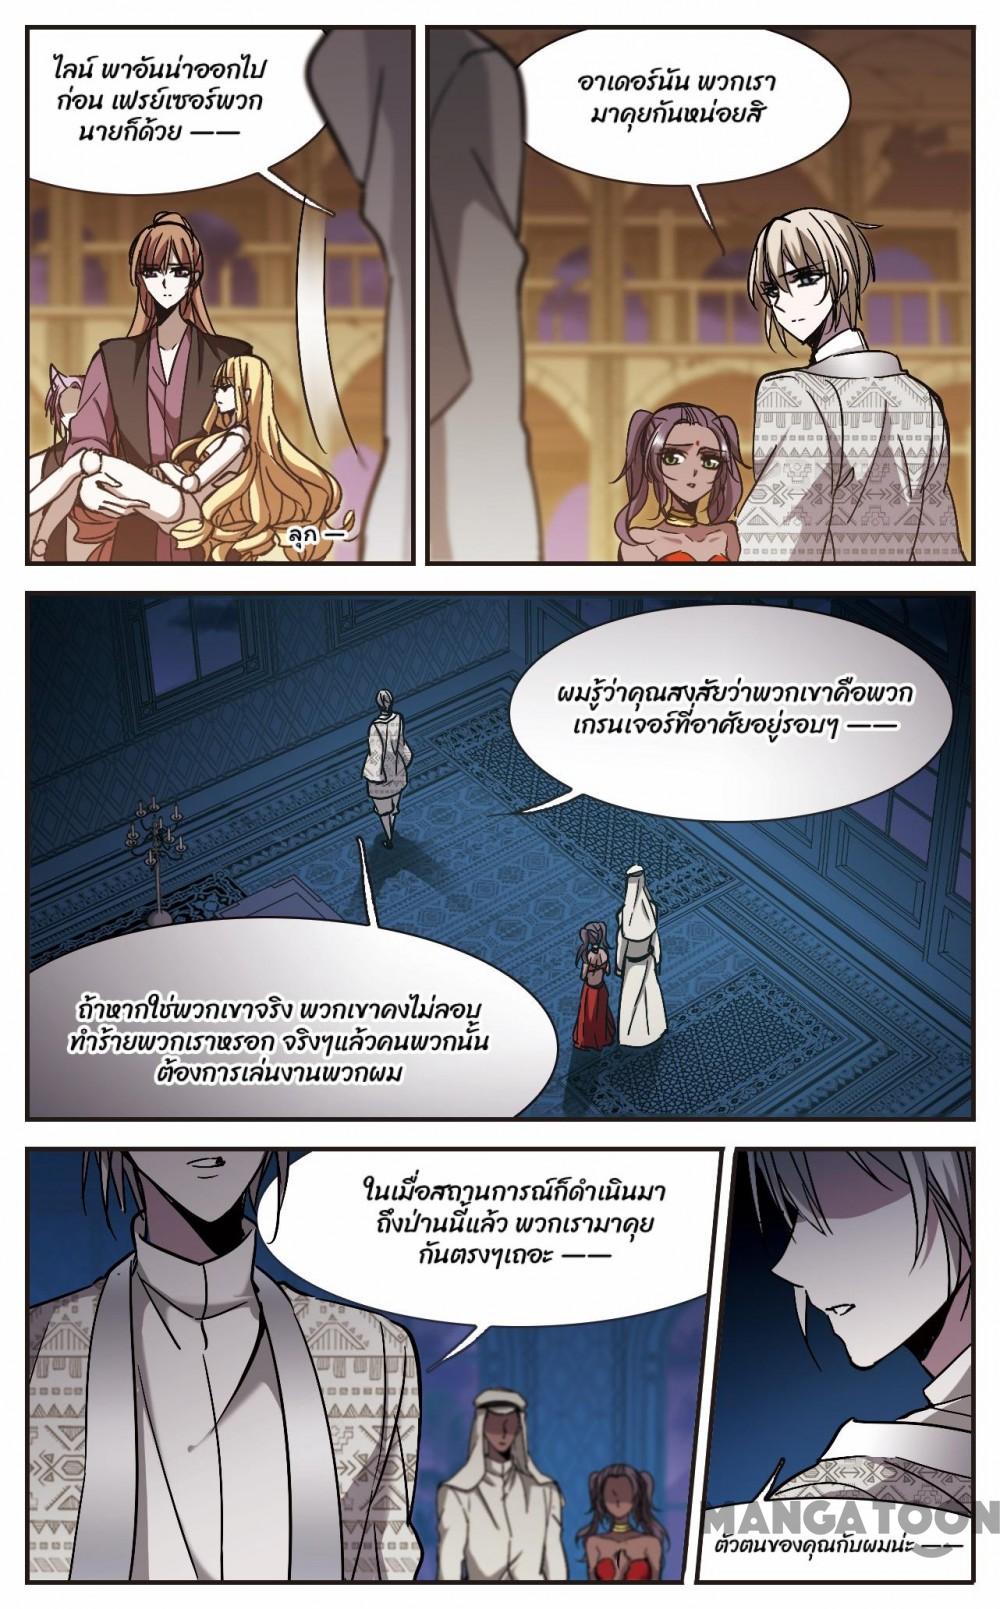 ไลน์ พาอันน่าออกไป
ก่อน เฟรย์เซอร์พวก
นายก็ด้วย ——
ลุก —
อาเดอร์นัน พวกเรา
มาคุยกันหน่อยสิ
ผมรู้ว่าคุณสงสัยว่าพวกเขาคือพวก
เกรนเจอร์ที่อาศัยอยู่รอบๆ ——
ถ้าหากใช่พวกเขาจริง พวกเขาคงไม่ลอบ
ทำร้ายพวกเราหรอก จริงๆแล้วคนพวกนั้น
ต้องการเล่นงานพวกผม
ในเมื่อสถานการณ์ก็ดำเนินมา
ถึงป่านนี้แล้ว พวกเรามาคุย
กันตรงๆเถอะ ——
MANGATOON
ตัวตนของคุณกับผมน่ะ ——